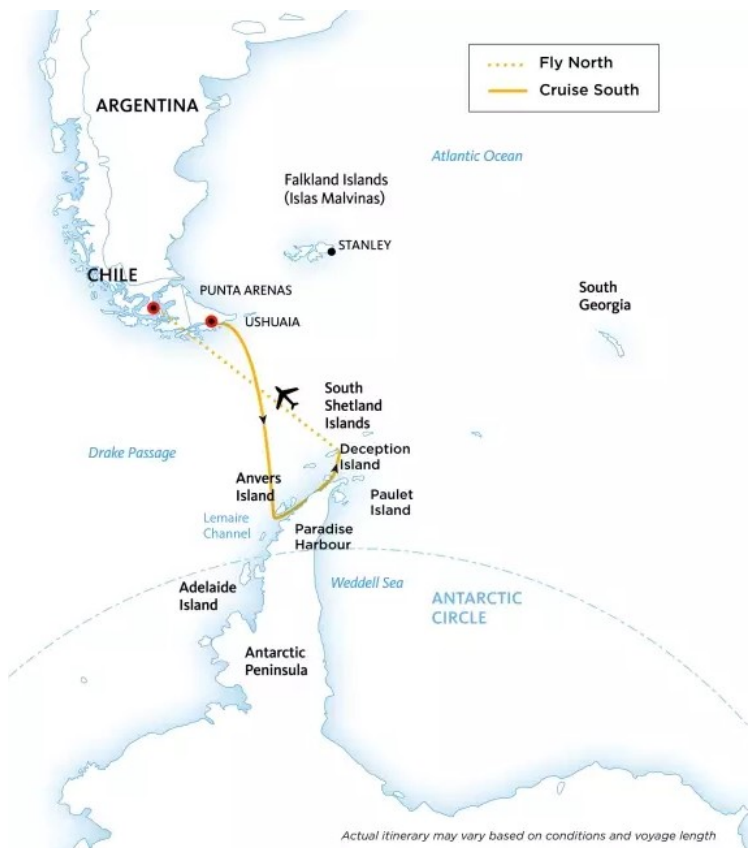 Fly North
Cruise South
ARGENTINA
Atlantic Ocean
Falkland Islands
(Islas Malvinas)
STANLEY
CHILE
PUNTA ARENAS
South
Georgia
USHUAIA
South
Shetland
Islands
Drake Passage
Deception
Island
Anvers
Island
Paulet
Island
Lemaire
Channel
Paradise
Harbour
Adelaide
Island
Weddell Sea
ANTARCTIC
CIRCLE
Antarctic
Peninsula
Actual itinerary may vary based on conditions and voyage length